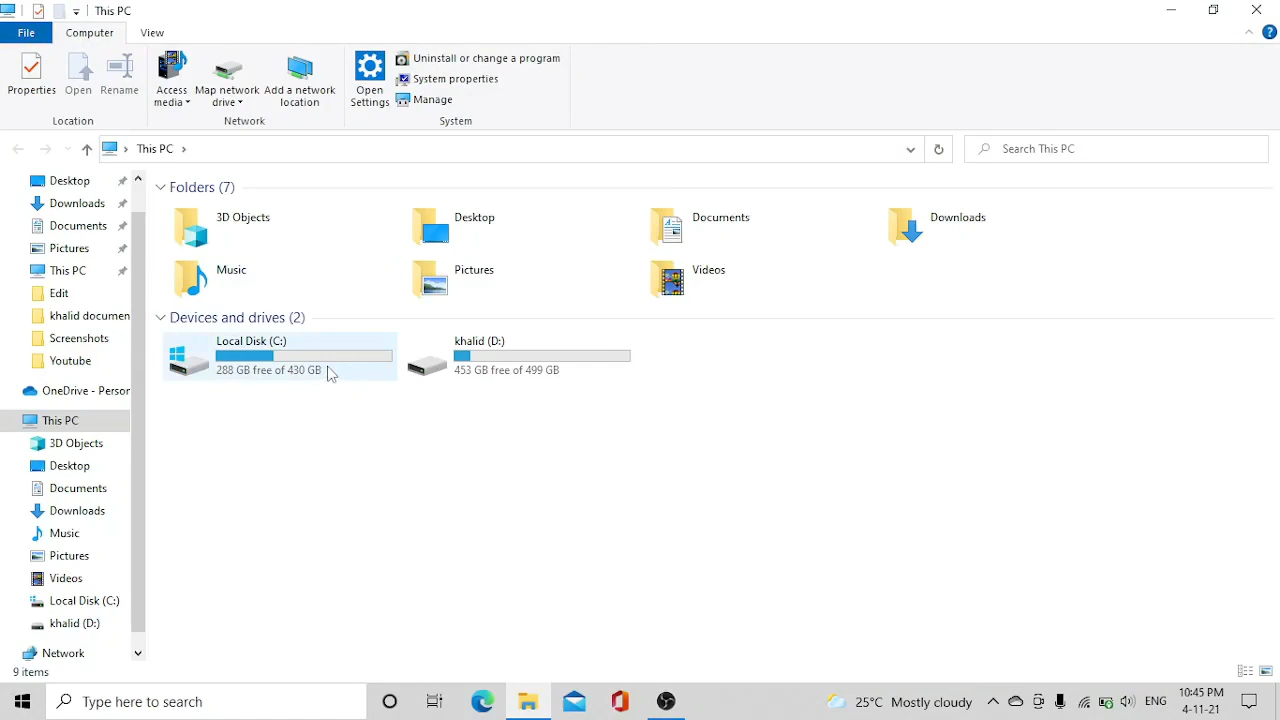 This PC
File Computer View
Properties Open Rename Access media Map network drive Add a network location Open Settings Uninstall or change a program
System properties
Manage
Location Network System
This PC
Search This PC
Desktop
Downloads
Documents
Pictures
This PC
Edit
khalid documen
Screenshots
Youtube
OneDrive - Person
This PC
3D Objects
Desktop
Documents
Downloads
Music
Pictures
Videos
Local Disk (C:)
khalid (D:)
Network
Folders (7)
3D Objects Desktop Documents Downloads
Music Pictures Videos
Devices and drives (2)
Local Disk (C:)
288 GB free of 430 GB
khalid (D:)
453 GB free of 499 GB
9 items
Type here to search
25°C Mostly cloudy
ENG
10:45 PM
4-11-21